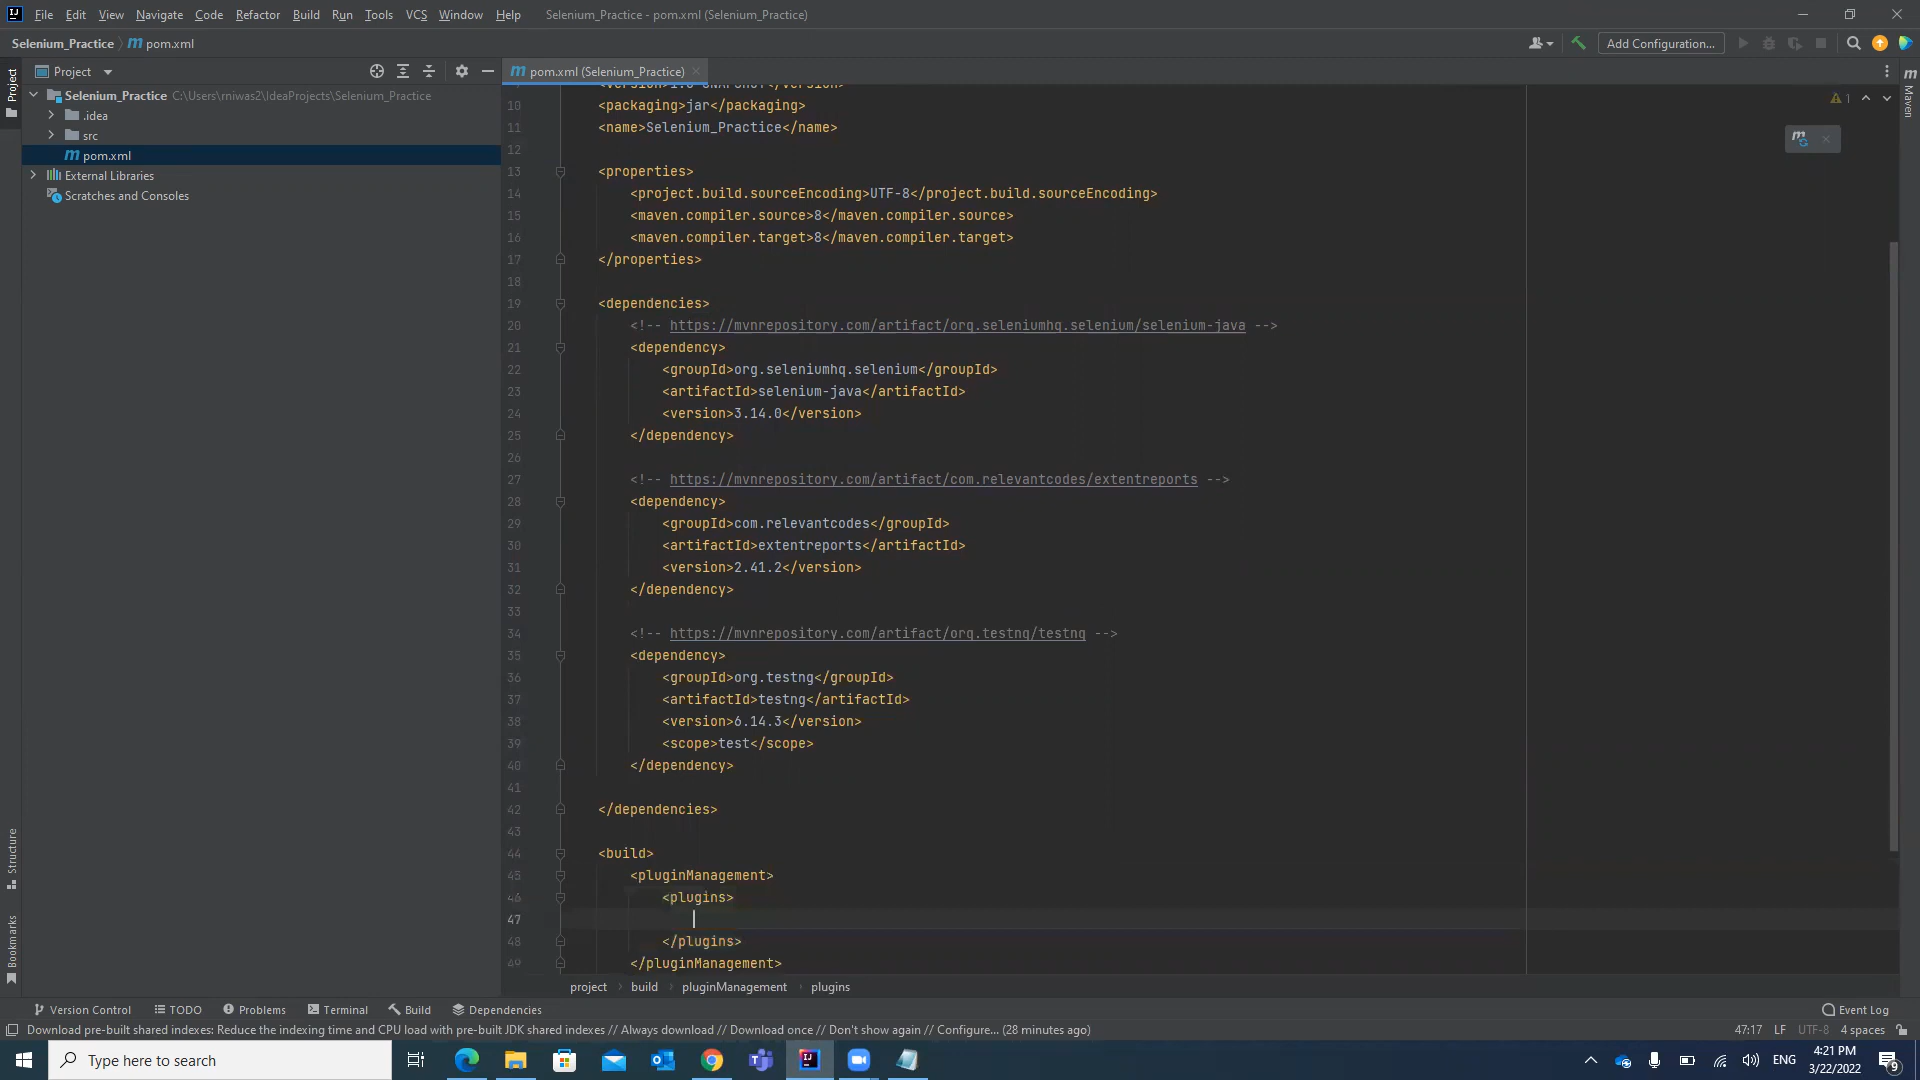 File Edit View Navigate Code Refactor Build Run Tools VCS Window Help Selenium_Practice - pom.xml (Selenium_Practice)
Selenium_Practice pom.xml Add Configuration...
Project pom.xml (Selenium_Practice)
Selenium_Practice C:\Users\rniwas2\IdeaProjects\Selenium_Practice
.idea
src
pom.xml
External Libraries
Scratches and Consoles
Project
Structure
Bookmarks
Maven
1
10 <packaging>jar</packaging>
11 <name>Selenium_Practice</name>
12
13 <properties>
14 <project.build.sourceEncoding>UTF-8</project.build.sourceEncoding>
15 <maven.compiler.source>8</maven.compiler.source>
16 <maven.compiler.target>8</maven.compiler.target>
17 </properties>
18
19 <dependencies>
20 <!-- https://mvnrepository.com/artifact/org.seleniumhq.selenium/selenium-java -->
21 <dependency>
22 <groupId>org.seleniumhq.selenium</groupId>
23 <artifactId>selenium-java</artifactId>
24 <version>3.14.0</version>
25 </dependency>
26
27 <!-- https://mvnrepository.com/artifact/com.relevantcodes/extentreports -->
28 <dependency>
29 <groupId>com.relevantcodes</groupId>
30 <artifactId>extentreports</artifactId>
31 <version>2.41.2</version>
32 </dependency>
33
34 <!-- https://mvnrepository.com/artifact/org.testng/testng -->
35 <dependency>
36 <groupId>org.testng</groupId>
37 <artifactId>testng</artifactId>
38 <version>6.14.3</version>
39 <scope>test</scope>
40 </dependency>
41
42 </dependencies>
43
44 <build>
45 <pluginManagement>
46 <plugins>
47
48 </plugins>
49 </pluginManagement>
project build pluginManagement plugins
Version Control TODO Problems Terminal Build Dependencies Event Log
Download pre-built shared indexes: Reduce the indexing time and CPU load with pre-built JDK shared indexes // Always download // Download once // Don't show again // Configure... (28 minutes ago) 47:17 LF UTF-8 4 spaces
Type here to search ENG 4:21 PM
3/22/2022 9